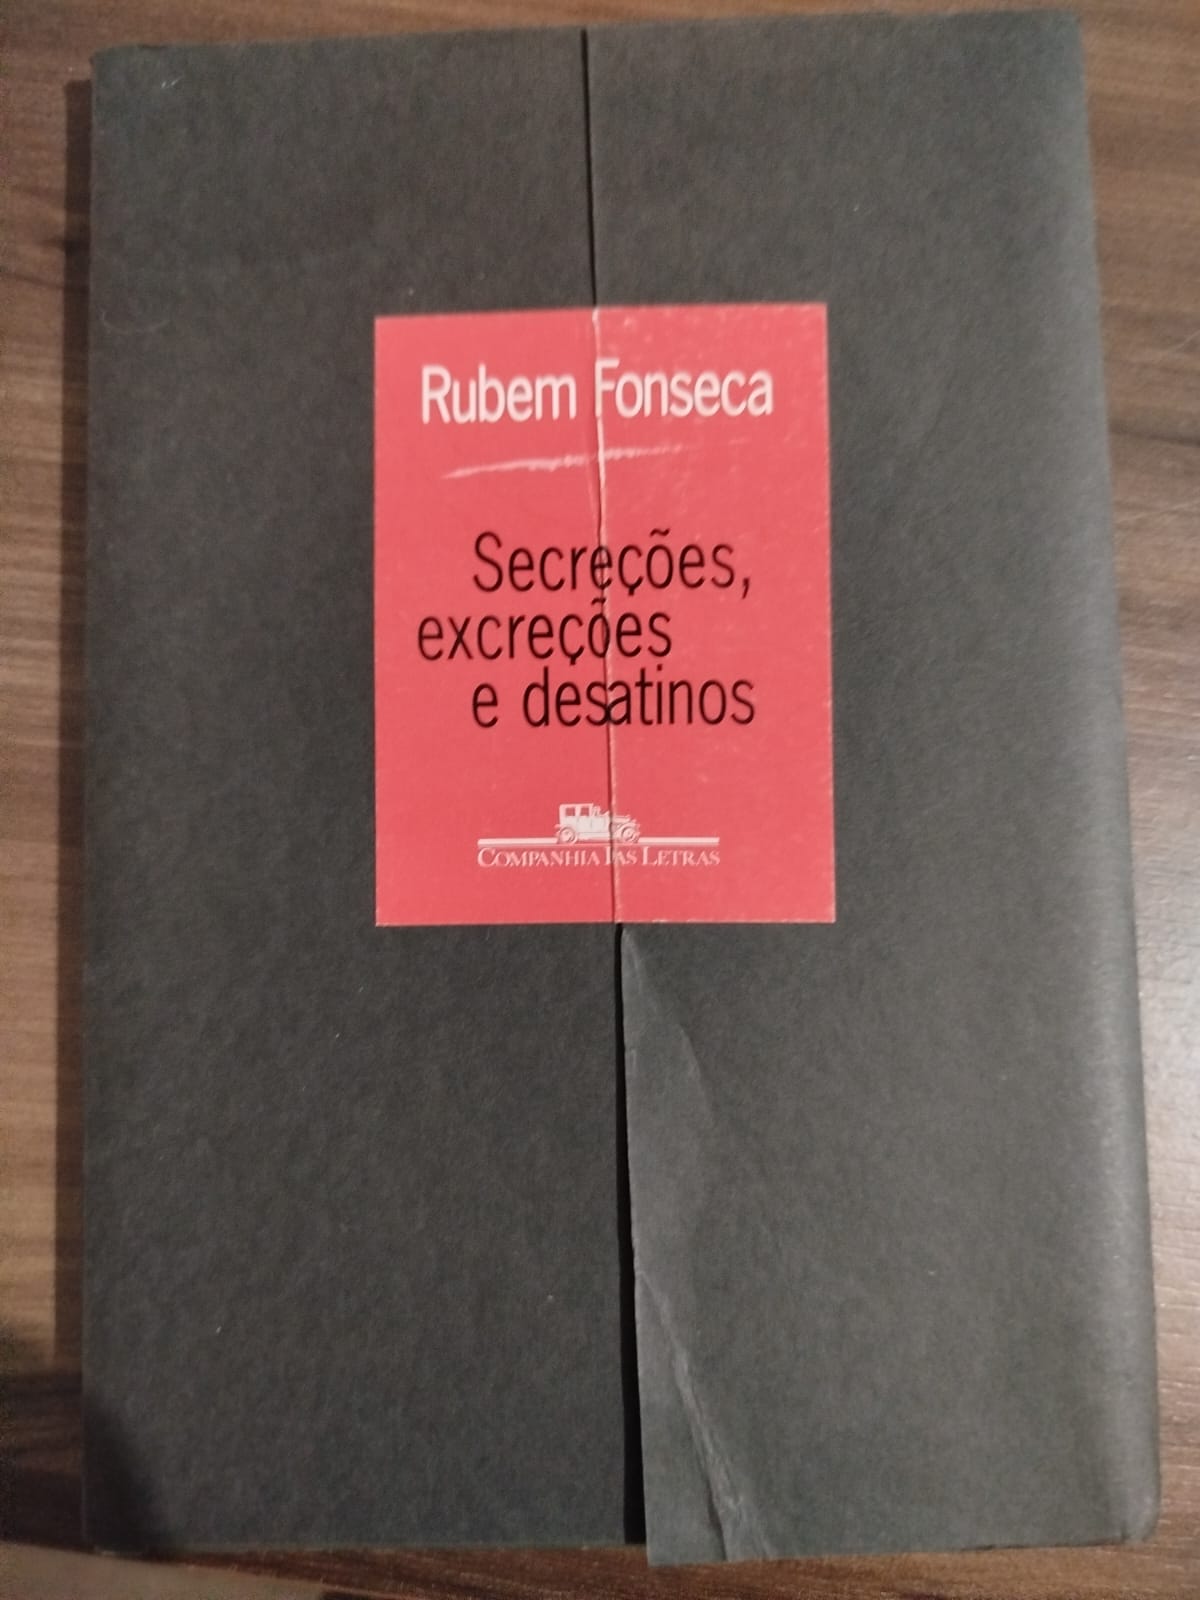 Rubem Fonseca
Secreções,
excreções
e desatinos
COMPANHIA DAS LETRAS